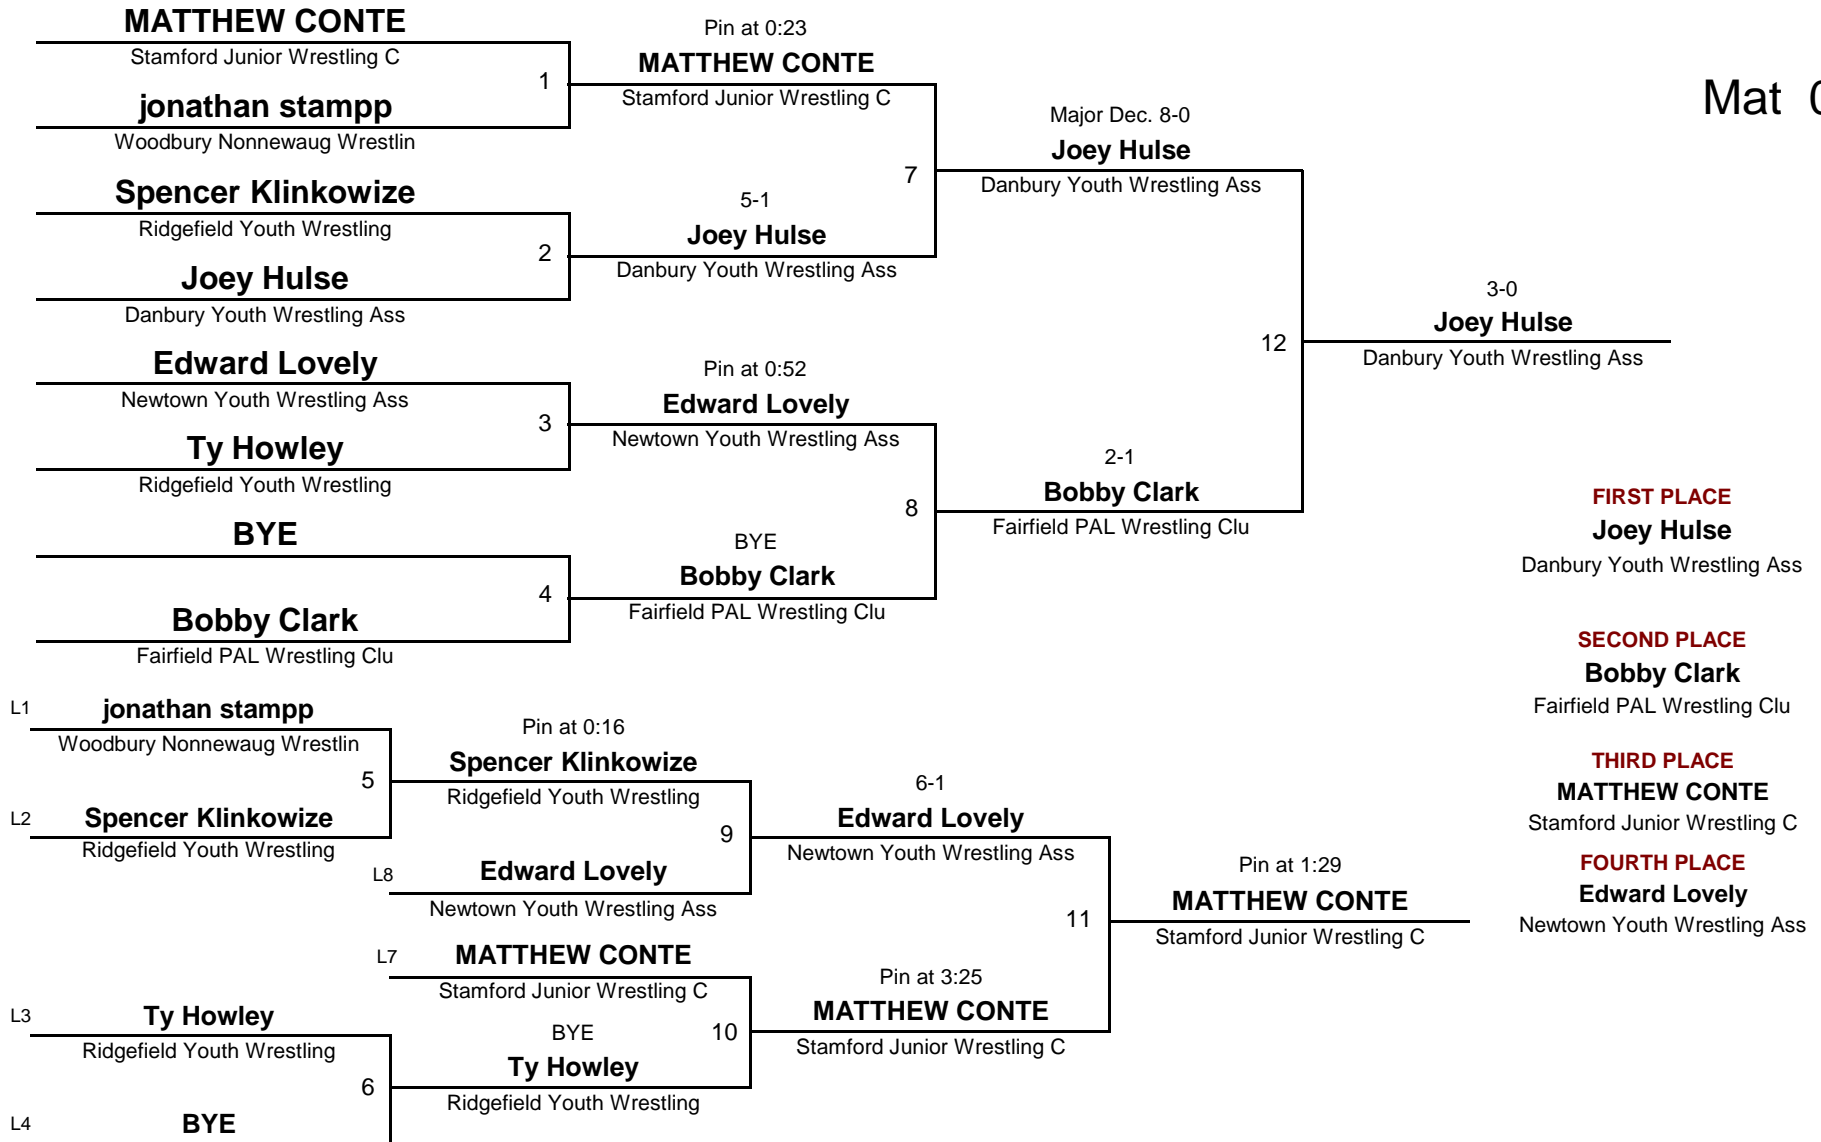 MATTHEW CONTE
Stamford Junior Wrestling C
1
jonathan stampp
Woodbury Nonnewaug Wrestlin
Spencer Klinkowize
Ridgefield Youth Wrestling
2
Joey Hulse
Danbury Youth Wrestling Ass
Edward Lovely
Newtown Youth Wrestling Ass
3
Ty Howley
Ridgefield Youth Wrestling
BYE
4
Bobby Clark
Fairfield PAL Wrestling Clu
Pin at 0:23
MATTHEW CONTE
Stamford Junior Wrestling C
7
5-1
Joey Hulse
Danbury Youth Wrestling Ass
Pin at 0:52
Edward Lovely
Newtown Youth Wrestling Ass
8
BYE
Bobby Clark
Fairfield PAL Wrestling Clu
Major Dec. 8-0
Joey Hulse
Danbury Youth Wrestling Ass
12
2-1
Bobby Clark
Fairfield PAL Wrestling Clu
3-0
Joey Hulse
Danbury Youth Wrestling Ass
Mat 0
FIRST PLACE
Joey Hulse
Danbury Youth Wrestling Ass
SECOND PLACE
Bobby Clark
Fairfield PAL Wrestling Clu
THIRD PLACE
MATTHEW CONTE
Stamford Junior Wrestling C
FOURTH PLACE
Edward Lovely
Newtown Youth Wrestling Ass
L1 jonathan stampp
Woodbury Nonnewaug Wrestlin
5
L2 Spencer Klinkowize
Ridgefield Youth Wrestling
Pin at 0:16
Spencer Klinkowize
Ridgefield Youth Wrestling
9
L8 Edward Lovely
Newtown Youth Wrestling Ass
L7 MATTHEW CONTE
Stamford Junior Wrestling C
10
BYE
Ty Howley
Ridgefield Youth Wrestling
L3 Ty Howley
Ridgefield Youth Wrestling
6
L4 BYE
6-1
Edward Lovely
Newtown Youth Wrestling Ass
11
Pin at 3:25
MATTHEW CONTE
Stamford Junior Wrestling C
Pin at 1:29
MATTHEW CONTE
Stamford Junior Wrestling C